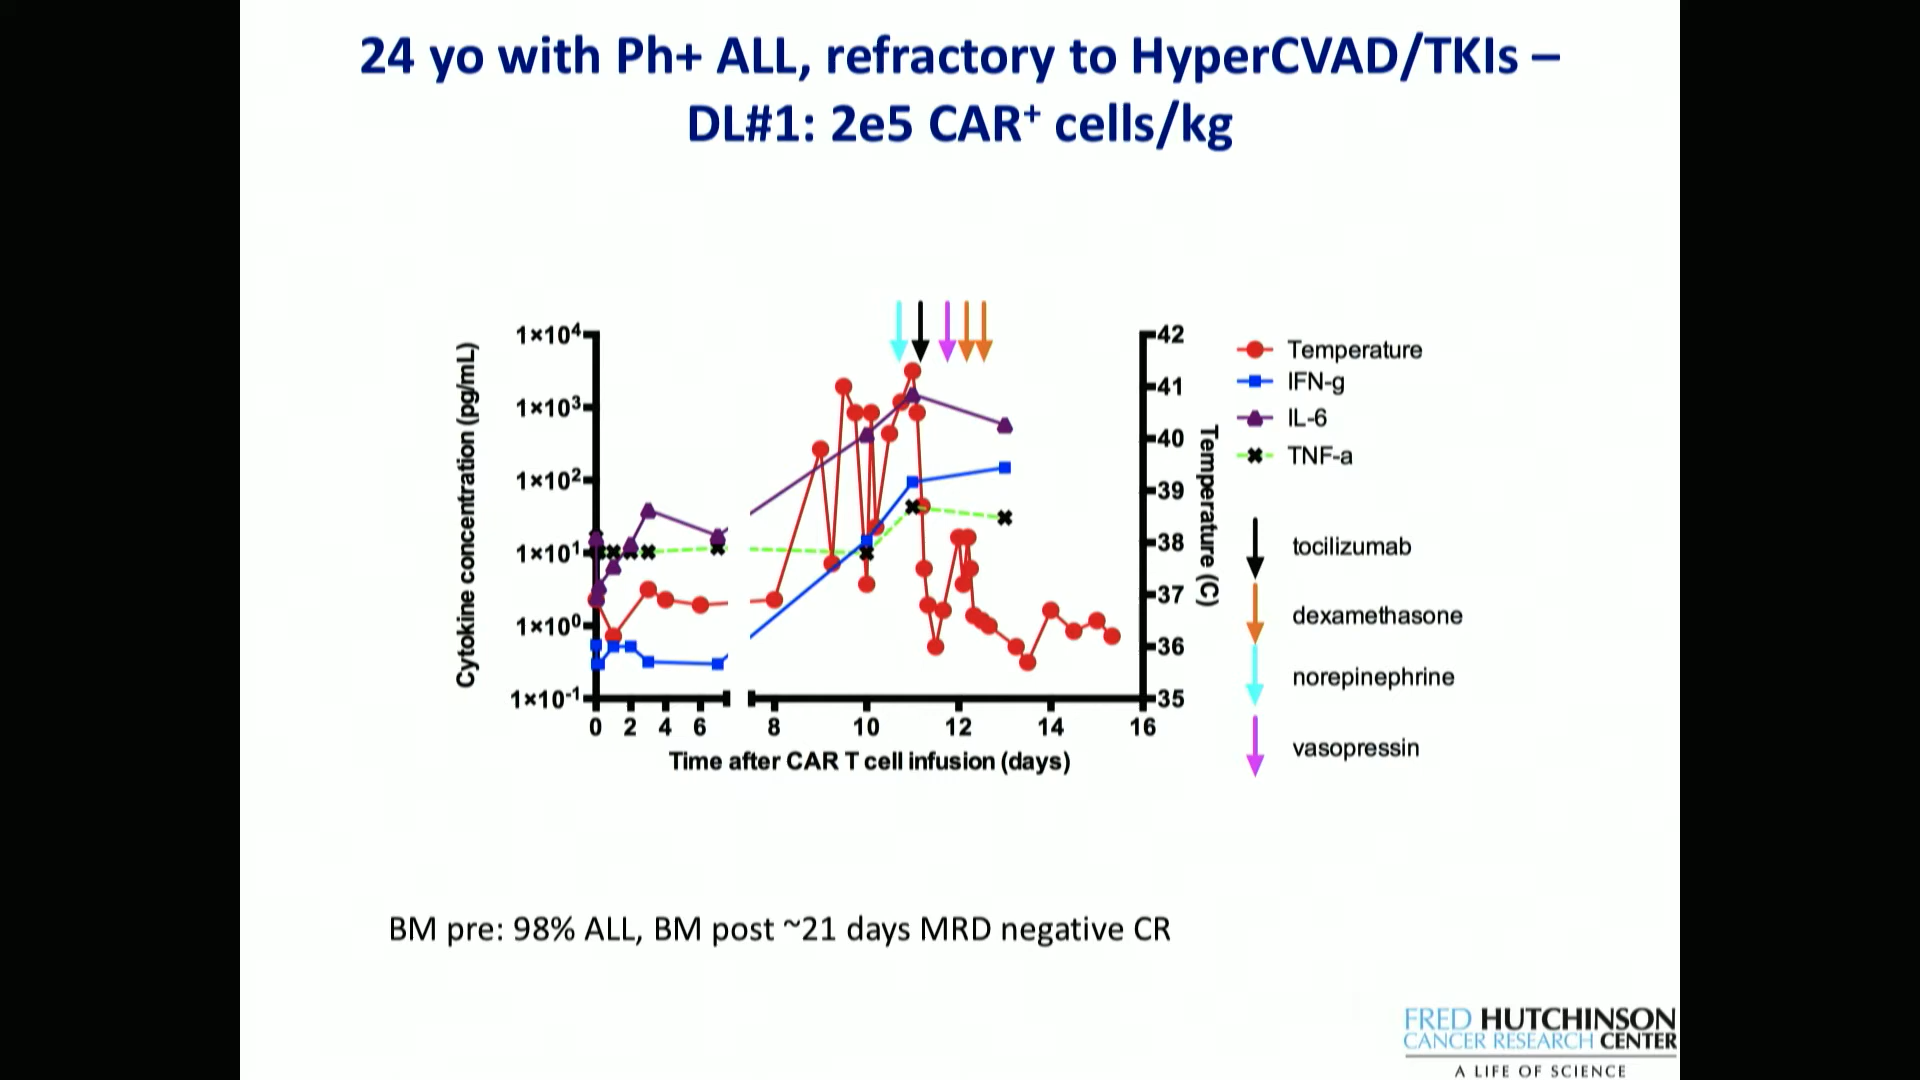 24 yo with Ph+ ALL, refractory to HyperCVAD/TKIs –
DL#1: 2e5 CAR⁺ cells/kg
Cytokine concentration (pg/mL)
1×10⁴
1×10³
1×10²
1×10¹
1×10⁰
1×10⁻¹
0 2 4 6 8 10 12 14 16
Time after CAR T cell infusion (days)
42
41
40
39
38
37
36
35
Temperature (C)
Temperature
IFN-g
IL-6
TNF-a
tocilizumab
dexamethasone
norepinephrine
vasopressin
BM pre: 98% ALL, BM post ~21 days MRD negative CR
FRED HUTCHINSON
CANCER RESEARCH CENTER
A LIFE OF SCIENCE